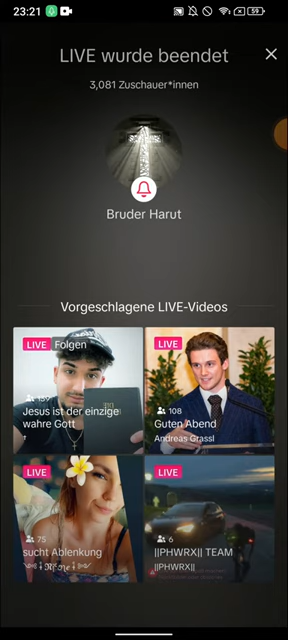 23:21
59
LIVE wurde beendet
3,081 Zuschauer*innen
Bruder Harut
Vorgeschlagene LIVE-Videos
LIVE Folgen
159
Jesus ist der einzige
wahre Gott
LIVE
108
Guten Abend
Andreas Grassl
LIVE
75
sucht Ablenkung
LIVE
6
||PHWRX|| TEAM
||PHWRX||